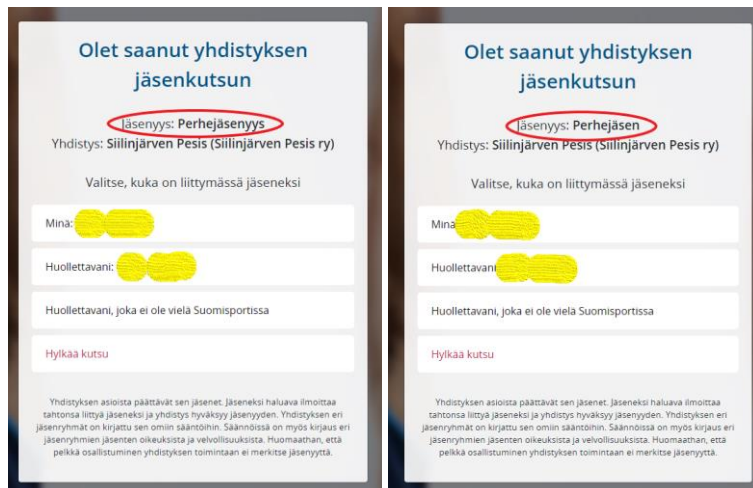 Olet saanut yhdistyksen
jäsenkutsun
Jäsenyys: Perhejäsenyys
Yhdistys: Siilinjärven Pesis (Siilinjärven Pesis ry)
Valitse, kuka on liittymässä jäseneksi
Minä:
Huollettavani:
Huollettavani, joka ei ole vielä Suomisportissa
Hylkää kutsu
Yhdistyksen asioista päättävät sen jäsenet. Jäseneksi haluava ilmoittaa
tahtonsa liittyä jäseneksi ja yhdistys hyväksyy jäsenyyden. Yhdistyksen eri
jäsenryhmät on kirjattu sen omiin sääntöihin. Säännöissä on myös kirjaus eri
jäsenryhmien jäsenten oikeuksista ja velvollisuuksista. Huomaathan, että
pelkkä osallistuminen yhdistyksen toimintaan ei merkitse jäsenyyttä.
Olet saanut yhdistyksen
jäsenkutsun
Jäsenyys: Perhejäsen
Yhdistys: Siilinjärven Pesis (Siilinjärven Pesis ry)
Valitse, kuka on liittymässä jäseneksi
Minä
Huollettavani
Huollettavani, joka ei ole vielä Suomisportissa
Hylkää kutsu
Yhdistyksen asioista päättävät sen jäsenet. Jäseneksi haluava ilmoittaa
tahtonsa liittyä jäseneksi ja yhdistys hyväksyy jäsenyyden. Yhdistyksen eri
jäsenryhmät on kirjattu sen omiin sääntöihin. Säännöissä on myös kirjaus eri
jäsenryhmien jäsenten oikeuksista ja velvollisuuksista. Huomaathan, että
pelkkä osallistuminen yhdistyksen toimintaan ei merkitse jäsenyyttä.